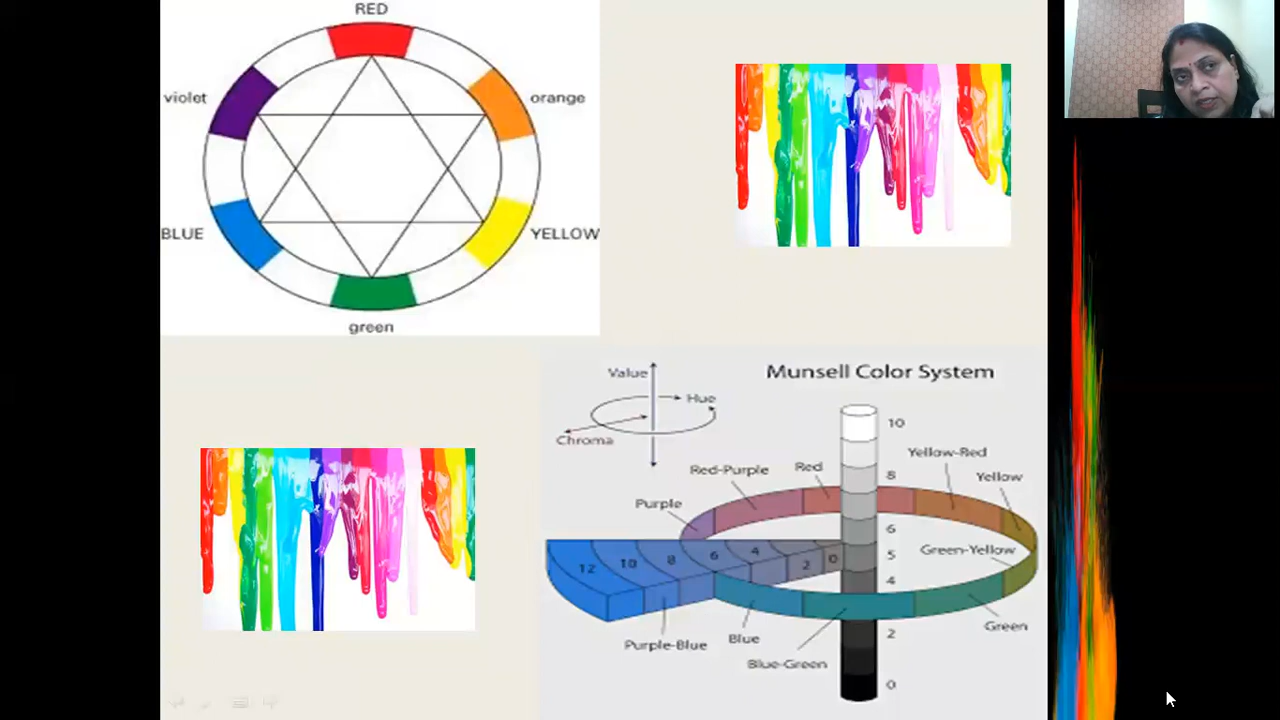 RED
violet
orange
BLUE
YELLOW
green
Munsell Color System
Value
Hue
Chroma
10
Yellow-Red
Red-Purple
Red
8
Yellow
Purple
6
Green-Yellow
5
12
10
8
6
4
2
0
4
Green
2
Purple-Blue
Blue
Blue-Green
0